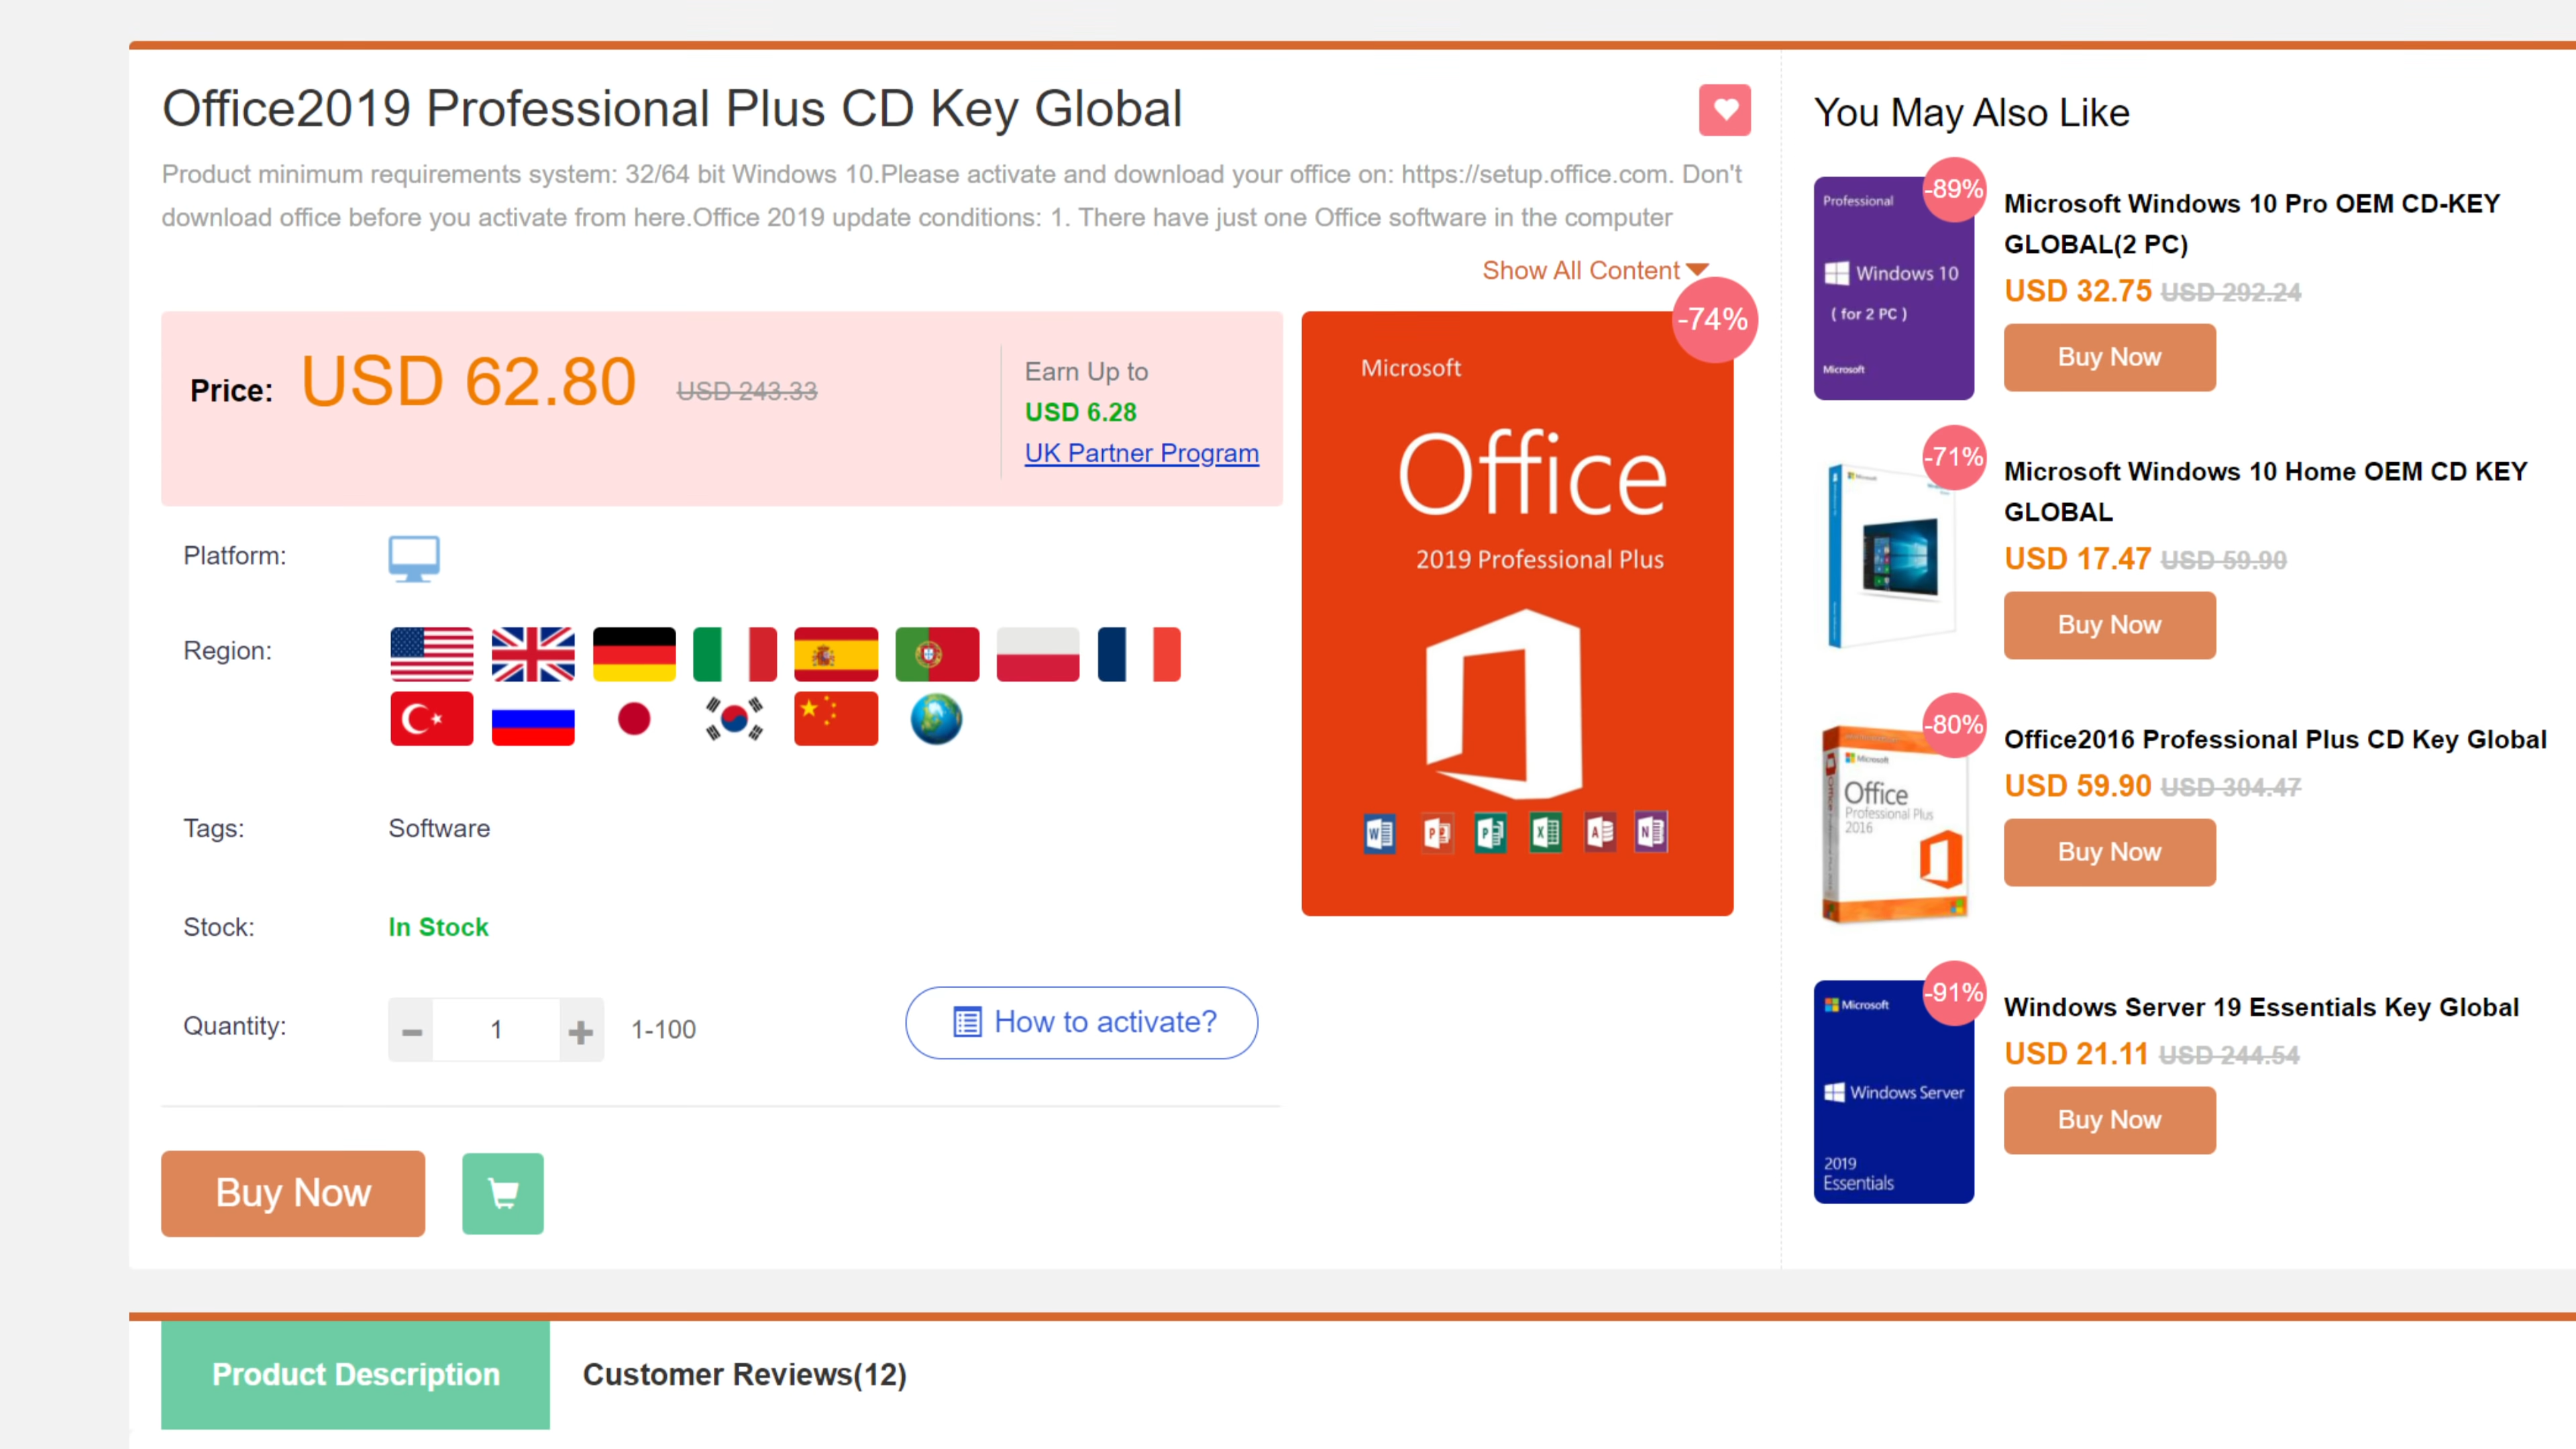 Office2019 Professional Plus CD Key Global
Product minimum requirements system: 32/64 bit Windows 10.Please activate and download your office on: https://setup.office.com. Don't
download office before you activate from here.Office 2019 update conditions: 1. There have just one Office software in the computer
Show All Content
Price: USD 62.80 USD 243.33
Earn Up to
USD 6.28
UK Partner Program
Platform:
Region:
Tags: Software
Stock: In Stock
Quantity: 1 1-100
How to activate?
Buy Now
-74%
Microsoft
Office
2019 Professional Plus
You May Also Like
Professional
Windows 10
( for 2 PC )
Microsoft
-89%
Microsoft Windows 10 Pro OEM CD-KEY
GLOBAL(2 PC)
USD 32.75 USD 292.24
Buy Now
-71%
Microsoft Windows 10 Home OEM CD KEY
GLOBAL
USD 17.47 USD 59.90
Buy Now
-80%
Microsoft
Office
Professional Plus
2016
Office2016 Professional Plus CD Key Global
USD 59.90 USD 304.47
Buy Now
-91%
Microsoft
Windows Server
2019
Essentials
Windows Server 19 Essentials Key Global
USD 21.11 USD 244.54
Buy Now
Product Description
Customer Reviews(12)